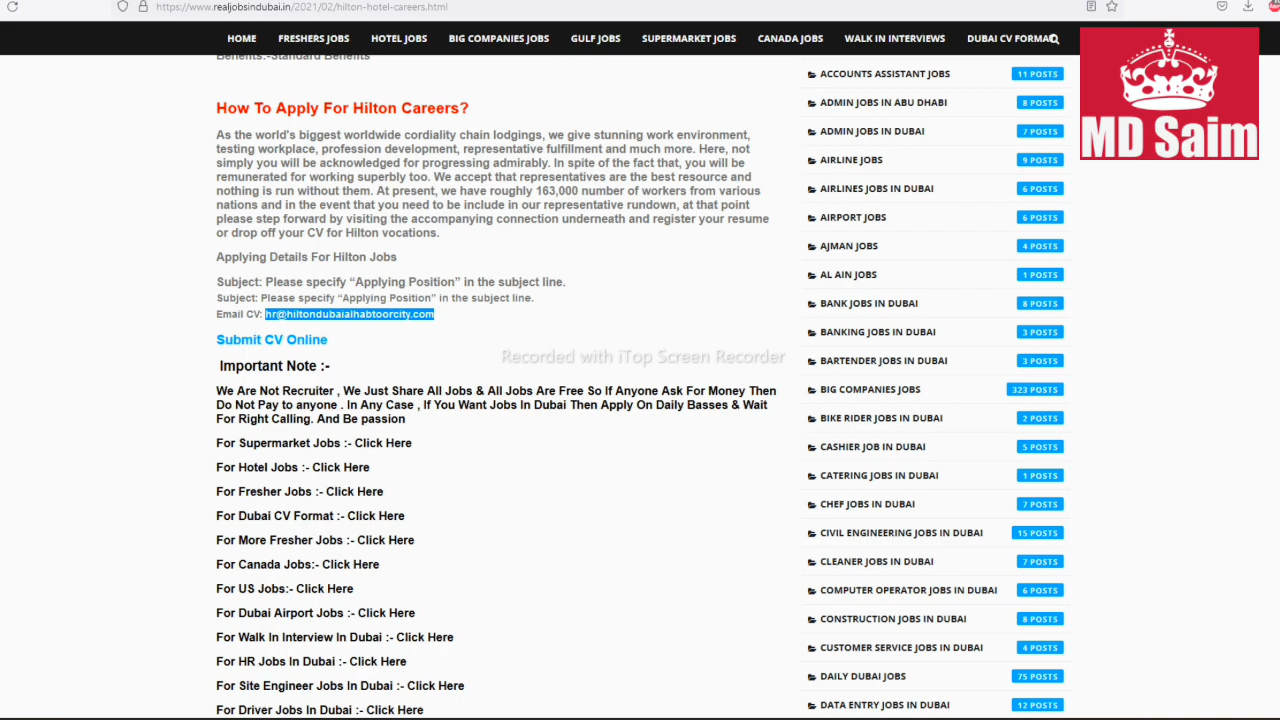 https://www.realjobsindubai.in/2021/02/hilton-hotel-careers.html
HOME FRESHERS JOBS HOTEL JOBS BIG COMPANIES JOBS GULF JOBS SUPERMARKET JOBS CANADA JOBS WALK IN INTERVIEWS DUBAI CV FORMA
MD Saim
Benefits:-Standard Benefits
How To Apply For Hilton Careers?
As the world's biggest worldwide cordiality chain lodgings, we give stunning work environment,
testing workplace, profession development, representative fulfillment and much more. Here, not
simply you will be acknowledged for progressing admirably. In spite of the fact that, you will be
remunerated for working superbly too. We accept that representatives are the best resource and
nothing is run without them. At present, we have roughly 163,000 number of workers from various
nations and in the event that you need to be include in our representative rundown, at that point
please step forward by visiting the accompanying connection underneath and register your resume
or drop off your CV for Hilton vocations.
Applying Details For Hilton Jobs
Subject: Please specify “Applying Position” in the subject line.
Subject: Please specify “Applying Position” in the subject line.
Email CV: hr@hiltondubaialhabtoorcity.com
Submit CV Online
Recorded with iTop Screen Recorder
Important Note :-
We Are Not Recruiter , We Just Share All Jobs & All Jobs Are Free So If Anyone Ask For Money Then
Do Not Pay to anyone . In Any Case , If You Want Jobs In Dubai Then Apply On Daily Basses & Wait
For Right Calling. And Be passion
For Supermarket Jobs :- Click Here
For Hotel Jobs :- Click Here
For Fresher Jobs :- Click Here
For Dubai CV Format :- Click Here
For More Fresher Jobs :- Click Here
For Canada Jobs:- Click Here
For US Jobs:- Click Here
For Dubai Airport Jobs :- Click Here
For Walk In Interview In Dubai :- Click Here
For HR Jobs In Dubai :- Click Here
For Site Engineer Jobs In Dubai :- Click Here
For Driver Jobs In Dubai :- Click Here
ACCOUNTS ASSISTANT JOBS 11 POSTS
ADMIN JOBS IN ABU DHABI 8 POSTS
ADMIN JOBS IN DUBAI 7 POSTS
AIRLINE JOBS 9 POSTS
AIRLINES JOBS IN DUBAI 6 POSTS
AIRPORT JOBS 6 POSTS
AJMAN JOBS 4 POSTS
AL AIN JOBS 1 POSTS
BANK JOBS IN DUBAI 8 POSTS
BANKING JOBS IN DUBAI 3 POSTS
BARTENDER JOBS IN DUBAI 3 POSTS
BIG COMPANIES JOBS 323 POSTS
BIKE RIDER JOBS IN DUBAI 2 POSTS
CASHIER JOB IN DUBAI 5 POSTS
CATERING JOBS IN DUBAI 1 POSTS
CHEF JOBS IN DUBAI 7 POSTS
CIVIL ENGINEERING JOBS IN DUBAI 15 POSTS
CLEANER JOBS IN DUBAI 7 POSTS
COMPUTER OPERATOR JOBS IN DUBAI 6 POSTS
CONSTRUCTION JOBS IN DUBAI 8 POSTS
CUSTOMER SERVICE JOBS IN DUBAI 4 POSTS
DAILY DUBAI JOBS 75 POSTS
DATA ENTRY JOBS IN DUBAI 12 POSTS